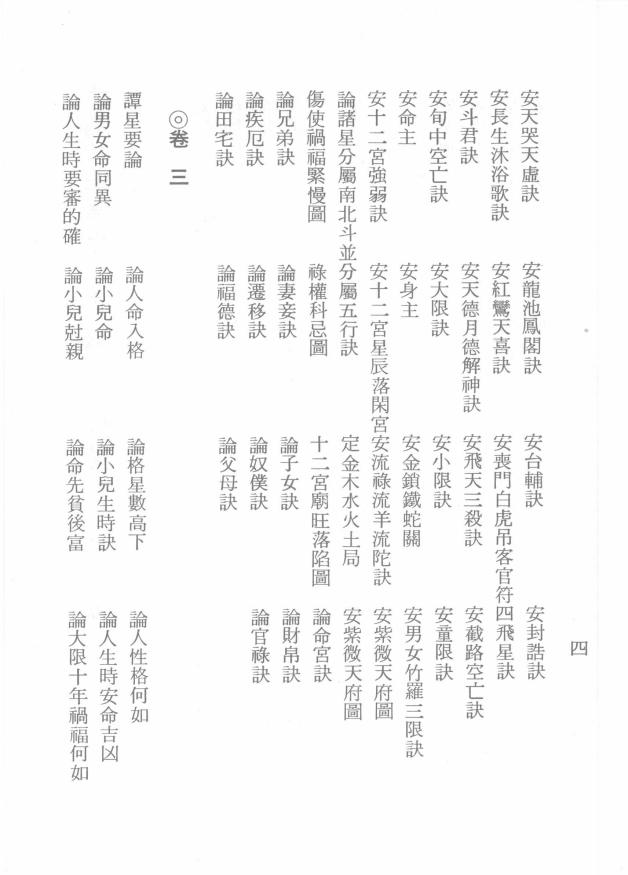 四
安天哭天虛訣 安龍池鳳閣訣 安台輔訣 安封誥訣
安長生沐浴歌訣 安紅鸞天喜訣 安喪門白虎吊客官符四飛星訣
安斗君訣 安天德月德解神訣 安飛天三殺訣 安截路空亡訣
安旬中空亡訣 安大限訣 安小限訣 安童限訣
安命主 安身主 安金鎖鐵蛇關 安男女竹羅三限訣
安十二宮強弱訣 安十二宮星辰落閑宮 安流祿流羊流陀訣 安紫微天府圖
論諸星分屬南北斗並分屬五行訣 定金木水火土局 安紫微天府圖
傷使禍福緊慢圖 祿權科忌圖 十二宮廟旺落陷圖 論命宮訣
論兄弟訣 論妻妾訣 論子女訣 論財帛訣
論疾厄訣 論遷移訣 論奴僕訣 論官祿訣
論田宅訣 論福德訣 論父母訣
◎卷 三
譚星要論 論人命入格 論格星數高下 論人性格何如
論男女命同異 論小兒命 論小兒生時訣 論人生時安命吉凶
論人生時要審的確 論小兒尅親 論命先貧後富 論大限十年禍福何如